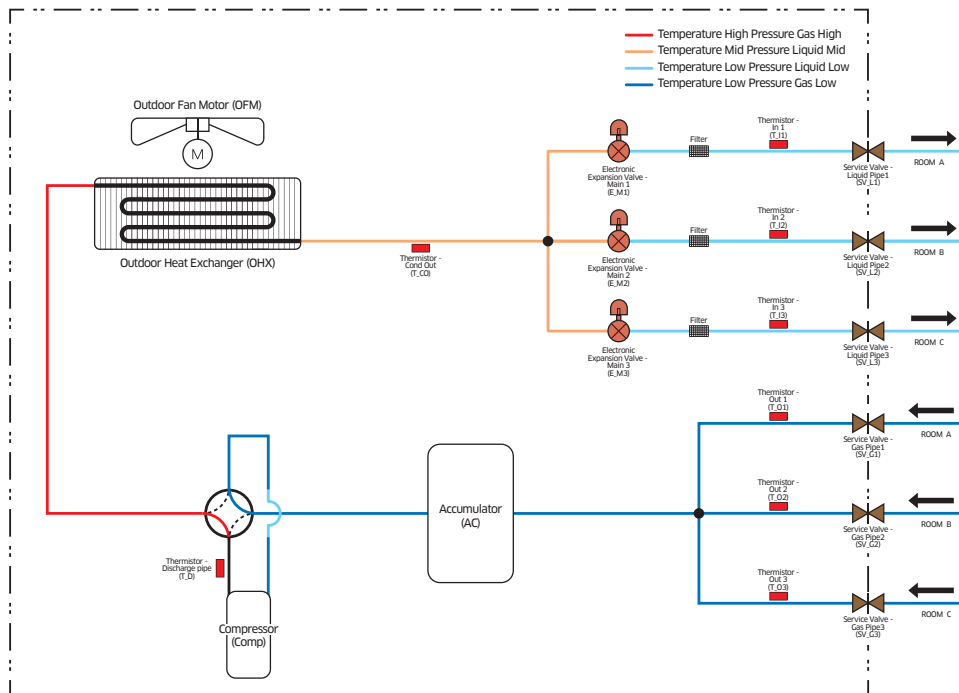 Temperature High Pressure Gas High
Temperature Mid Pressure Liquid Mid
Temperature Low Pressure Liquid Low
Temperature Low Pressure Gas Low
Outdoor Fan Motor (OFM)
M
Outdoor Heat Exchanger (OHX)
Thermistor -
Cond Out
(T_CO)
Electronic
Expansion Valve -
Main 1
(E_M1)
Filter
Thermistor -
In 1
(T_I1)
Service Valve -
Liquid Pipe1
(SV_L1)
ROOM A
Electronic
Expansion Valve -
Main 2
(E_M2)
Filter
Thermistor -
In 2
(T_I2)
Service Valve -
Liquid Pipe2
(SV_L2)
ROOM B
Electronic
Expansion Valve -
Main 3
(E_M3)
Filter
Thermistor -
In 3
(T_I3)
Service Valve -
Liquid Pipe3
(SV_L3)
ROOM C
Thermistor -
Out 1
(T_O1)
Service Valve -
Gas Pipe1
(SV_G1)
ROOM A
Thermistor -
Out 2
(T_O2)
Service Valve -
Gas Pipe2
(SV_G2)
ROOM B
Thermistor -
Out 3
(T_O3)
Service Valve -
Gas Pipe3
(SV_G3)
ROOM C
Accumulator
(AC)
Thermistor -
Discharge pipe
(T_D)
Compressor
(Comp)